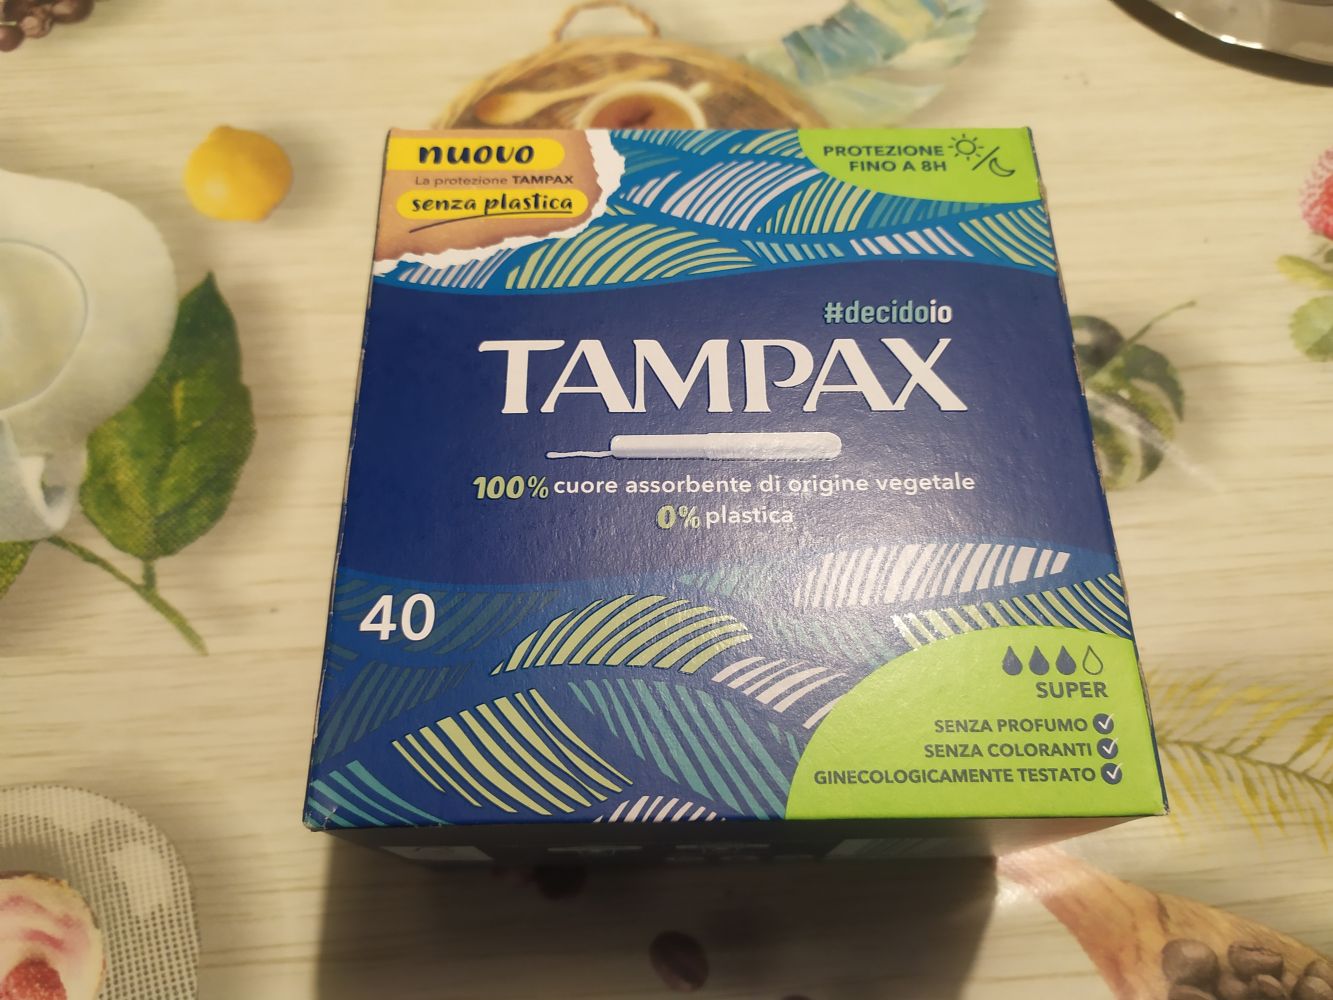 nuovo
La protezione TAMPAX
senza plastica
PROTEZIONE
FINO A 8H
#decidoio
TAMPAX
100% cuore assorbente di origine vegetale
0% plastica
40
SUPER
SENZA PROFUMO
SENZA COLORANTI
GINECOLOGICAMENTE TESTATO